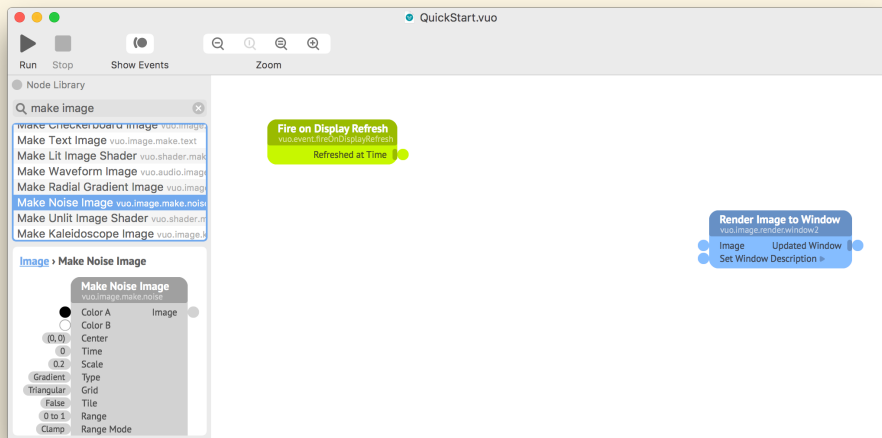 QuickStart.vuo
Run Stop Show Events Zoom
Node Library
make image
Make Checkerboard Image vuo.image.
Make Text Image vuo.image.make.text
Make Lit Image Shader vuo.shader.mak
Make Waveform Image vuo.audio.image
Make Radial Gradient Image vuo.imag
Make Noise Image vuo.image.make.nois
Make Unlit Image Shader vuo.shader.m
Make Kaleidoscope Image vuo.image.k
Image › Make Noise Image
Make Noise Image
vuo.image.make.noise
Color A Image
Color B
(0, 0) Center
0 Time
0.2 Scale
Gradient Type
Triangular Grid
False Tile
0 to 1 Range
Clamp Range Mode
Fire on Display Refresh
vuo.event.fireOnDisplayRefresh
Refreshed at Time
Render Image to Window
vuo.image.render.window2
Image Updated Window
Set Window Description